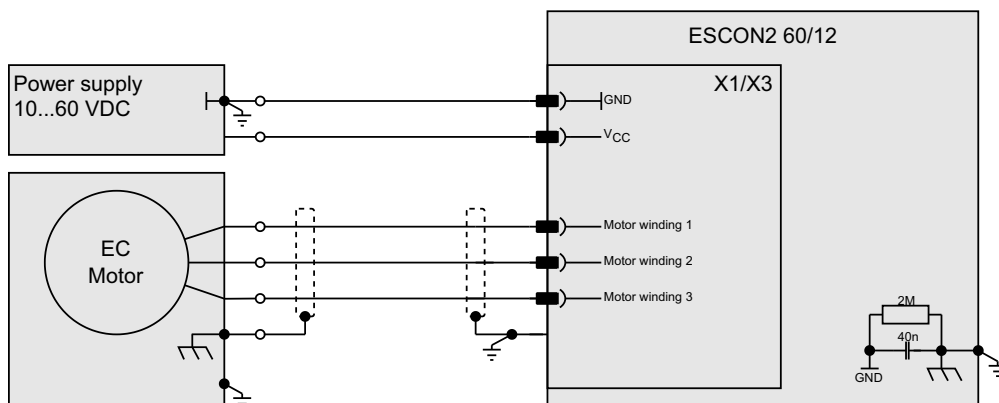 ESCON2 60/12
Power supply
10...60 VDC
X1/X3
GND
VCC
EC
Motor
Motor winding 1
Motor winding 2
Motor winding 3
2M
40n
GND